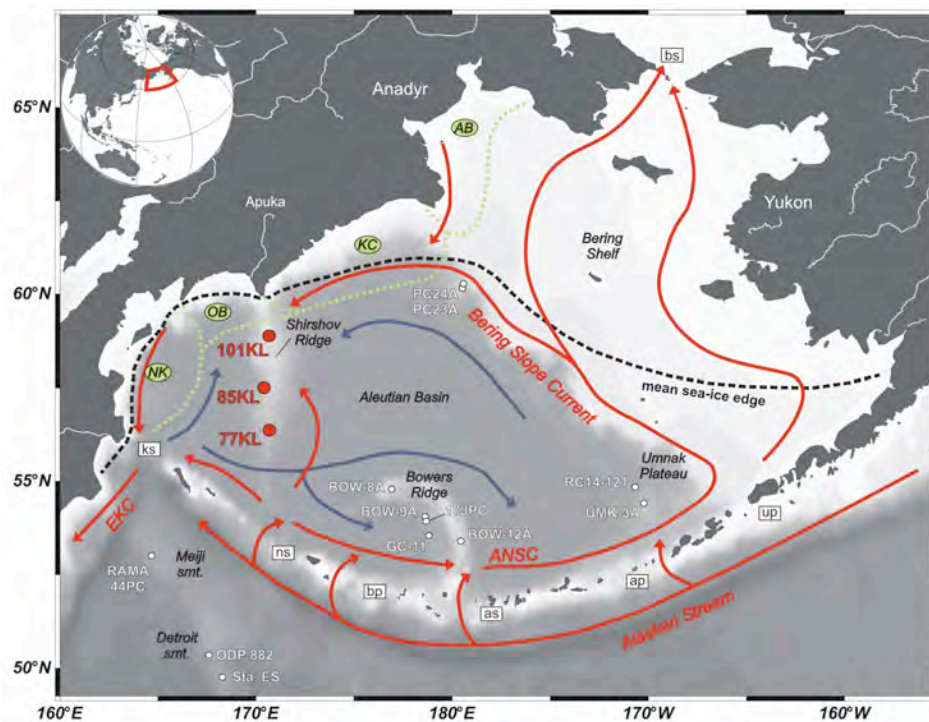 65°N
60°N
55°N
50°N
160°E
170°E
180°E
170°W
160°W
bs
Anadyr
AB
Apuka
Yukon
KC
Bering
Shelf
OB
PC24A
PC23A
Shirshov
Ridge
101KL
Bering Slope Current
NK
mean sea-ice edge
85KL
Aleutian Basin
77KL
ks
Umnak
Plateau
BOW-8A
Bowers
Ridge
RC14-121
EKC
BOW-9A
17JPC
UMK-3A
up
GC-11
BOW-12A
Meiji
smt.
ns
ANSC
RAMA
44PC
bp
ap
as
Alaskan Stream
Detroit
smt.
ODP 882
Sta. ES